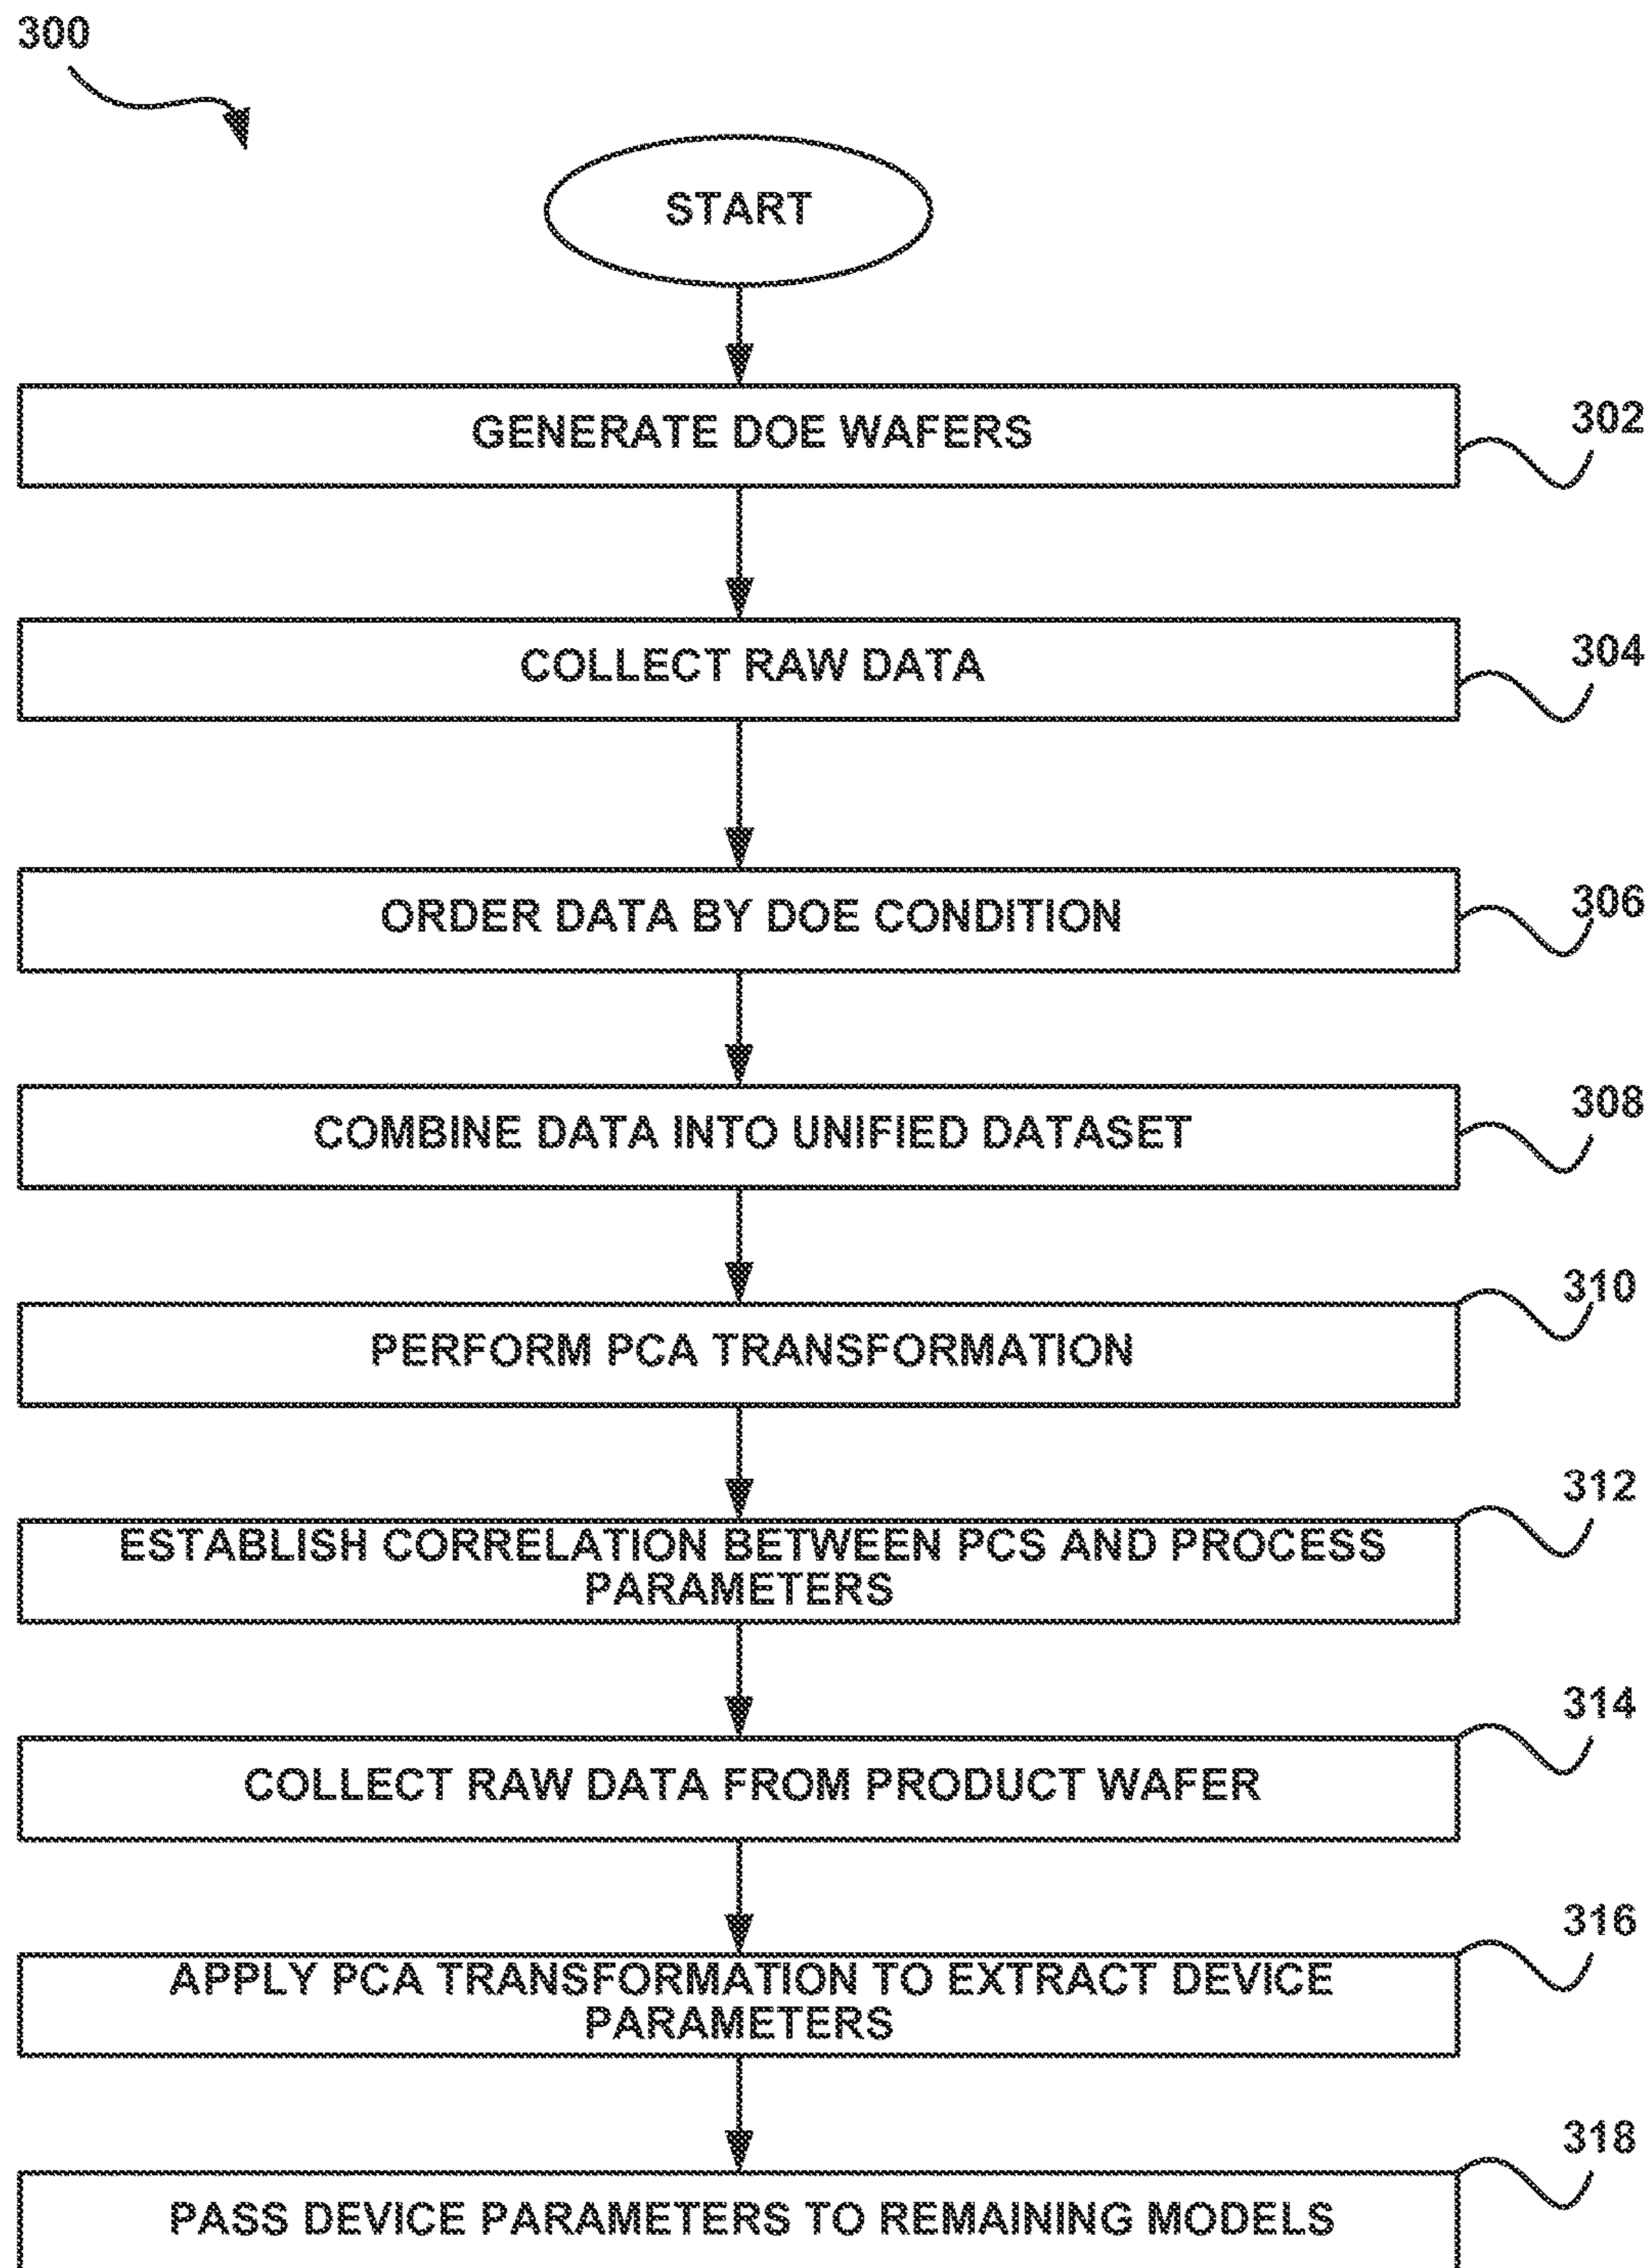 300
START
GENERATE DOE WAFERS
302
COLLECT RAW DATA
304
ORDER DATA BY DOE CONDITION
306
COMBINE DATA INTO UNIFIED DATASET
308
PERFORM PCA TRANSFORMATION
310
ESTABLISH CORRELATION BETWEEN PCS AND PROCESS
PARAMETERS
312
COLLECT RAW DATA FROM PRODUCT WAFER
314
APPLY PCA TRANSFORMATION TO EXTRACT DEVICE
PARAMETERS
316
PASS DEVICE PARAMETERS TO REMAINING MODELS
318